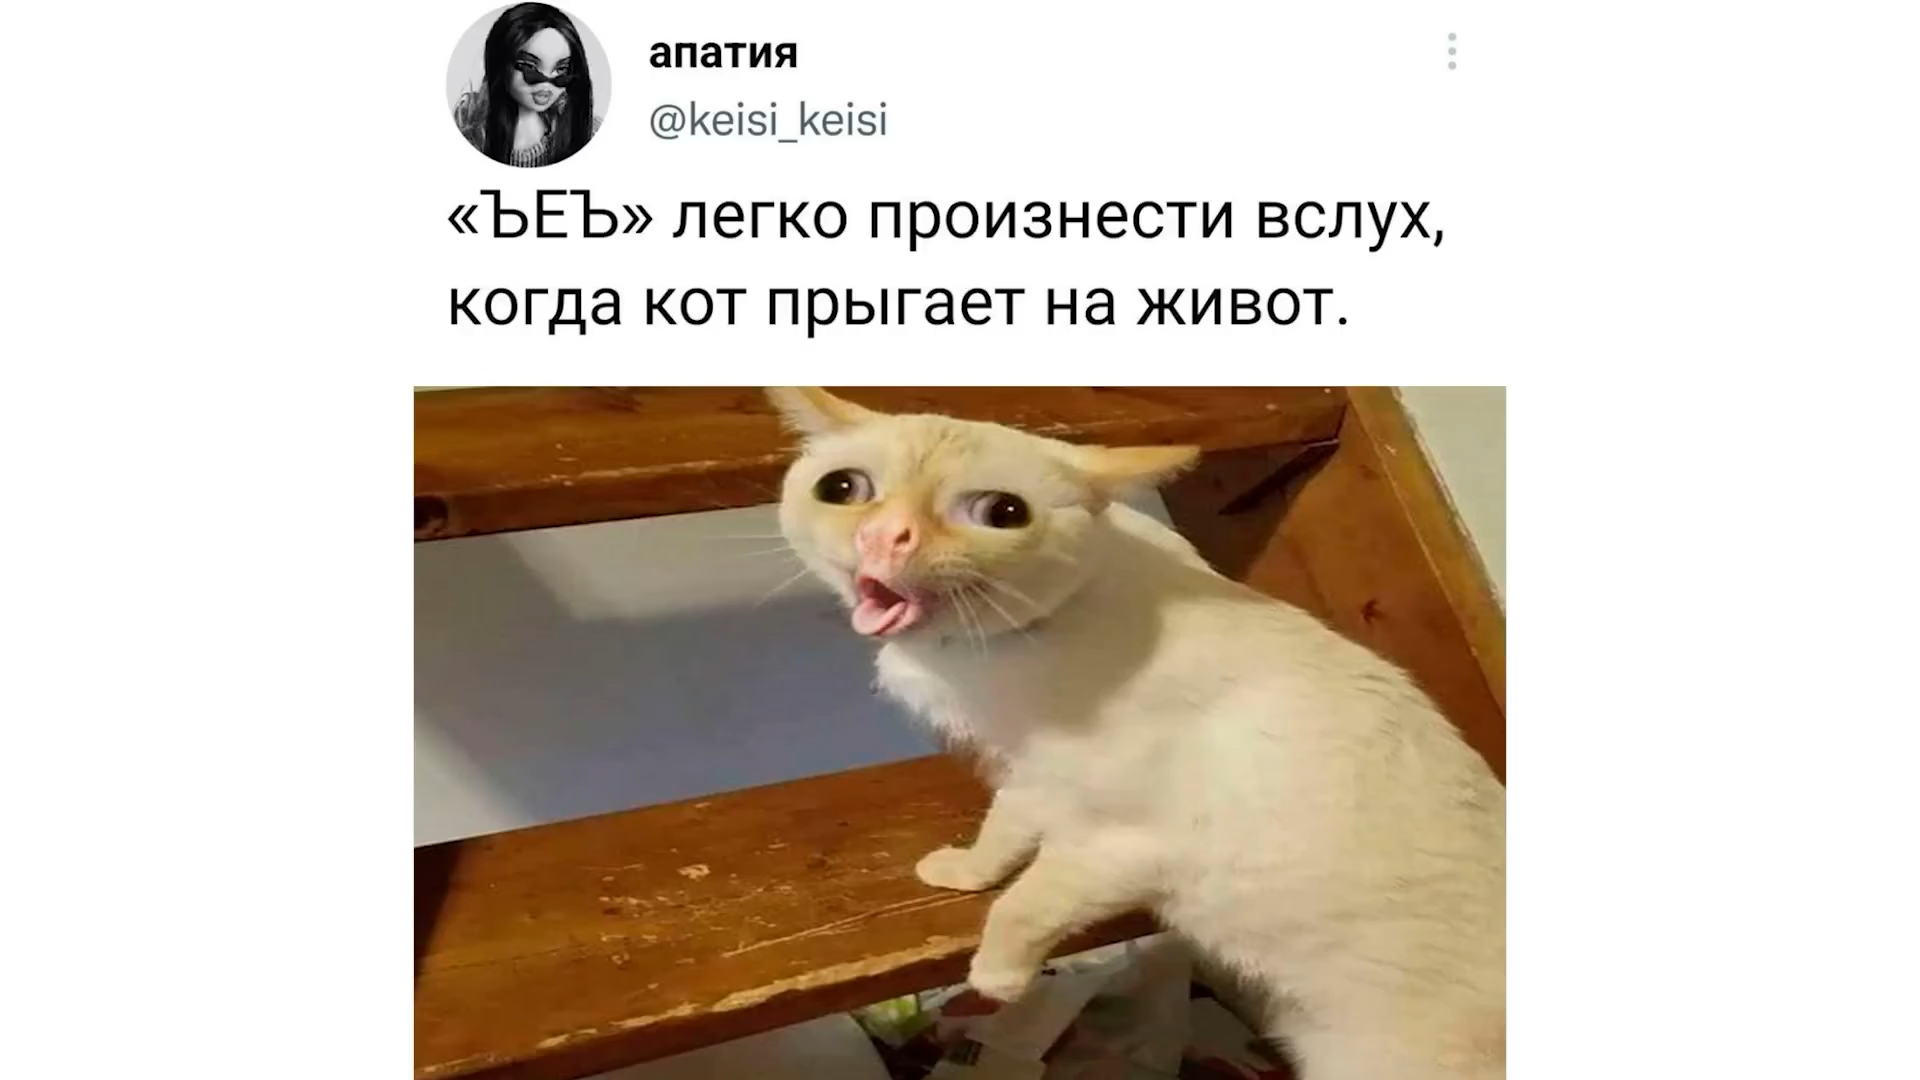 апатия
@keisi_keisi
«ЪЕЪ» легко произнести вслух,
когда кот прыгает на живот.